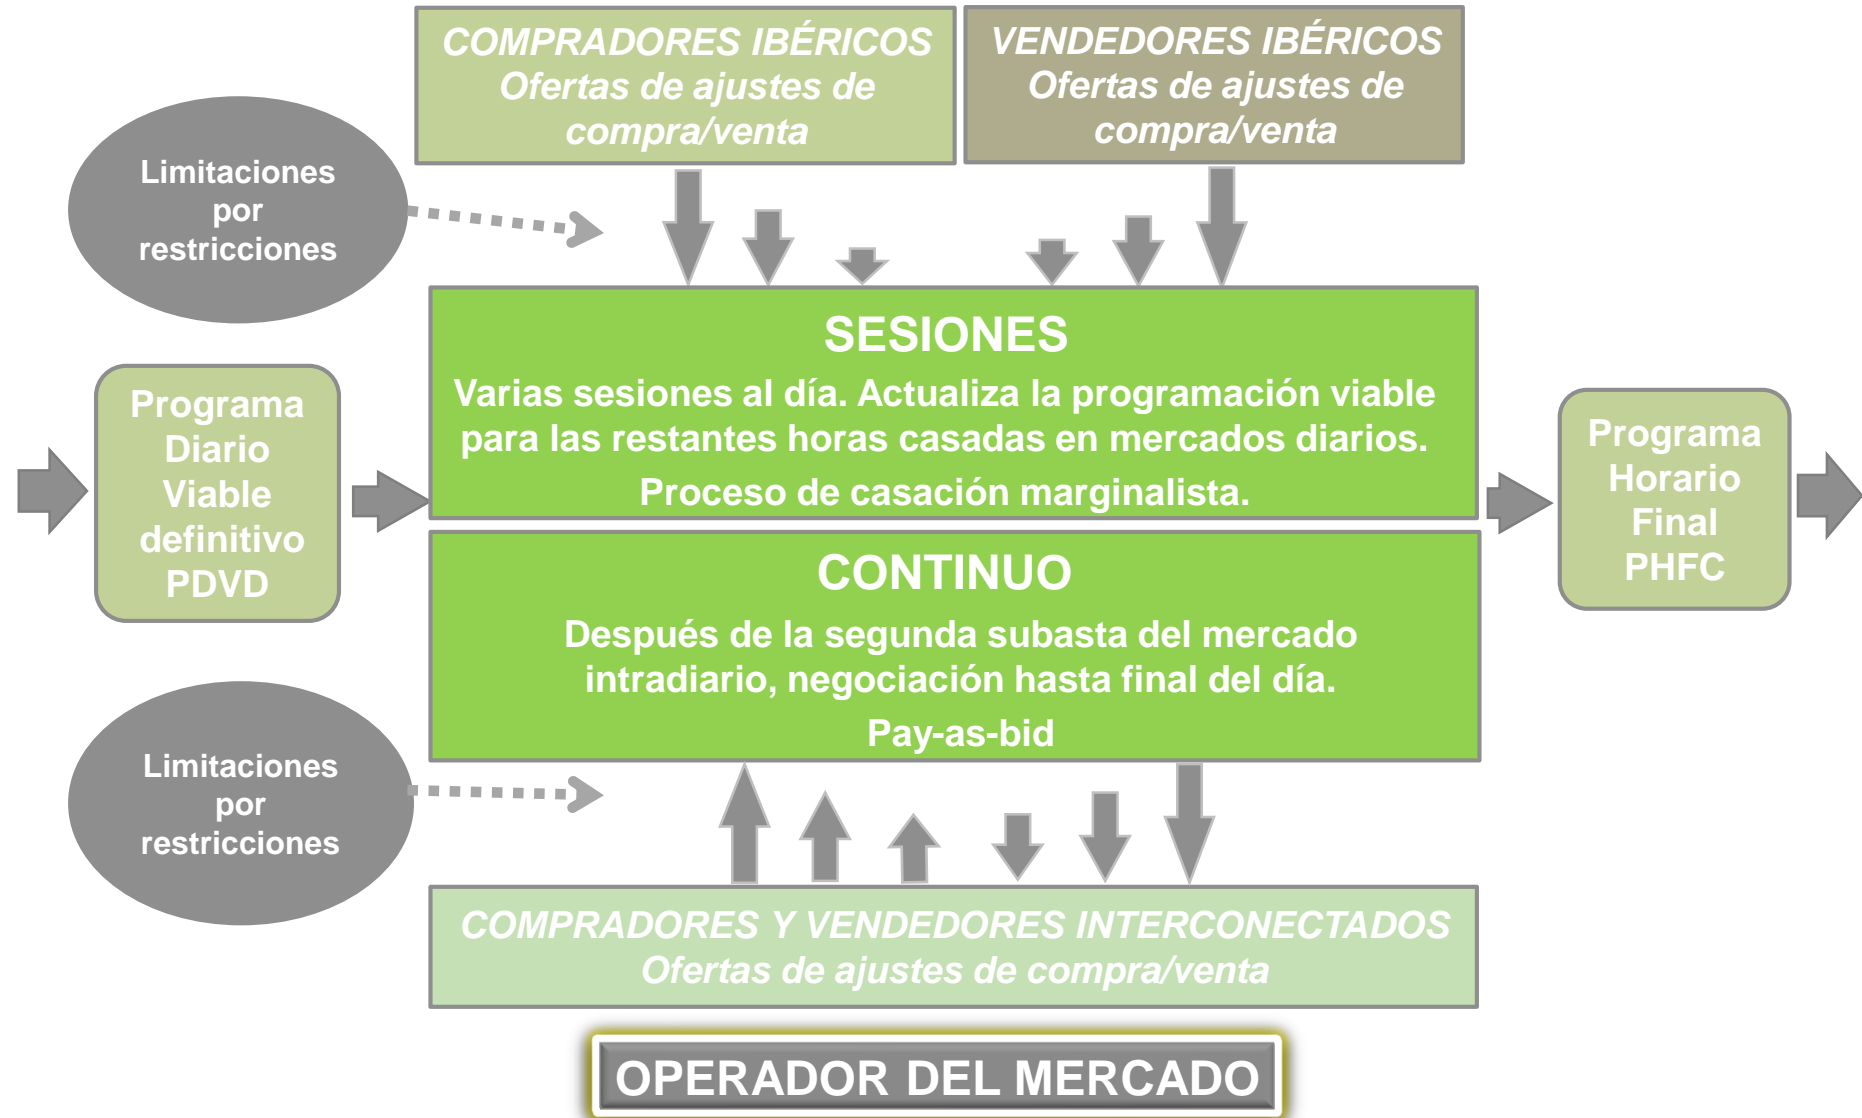 COMPRADORES IBÉRICOS
Ofertas de ajustes de
compra/venta
VENDEDORES IBÉRICOS
Ofertas de ajustes de
compra/venta
Limitaciones
por
restricciones
SESIONES
Varias sesiones al día. Actualiza la programación viable
para las restantes horas casadas en mercados diarios.
Proceso de casación marginalista.
Programa
Diario
Viable
definitivo
PDVD
Programa
Horario
Final
PHFC
CONTINUO
Después de la segunda subasta del mercado
intradiario, negociación hasta final del día.
Pay-as-bid
Limitaciones
por
restricciones
COMPRADORES Y VENDEDORES INTERCONECTADOS
Ofertas de ajustes de compra/venta
OPERADOR DEL MERCADO